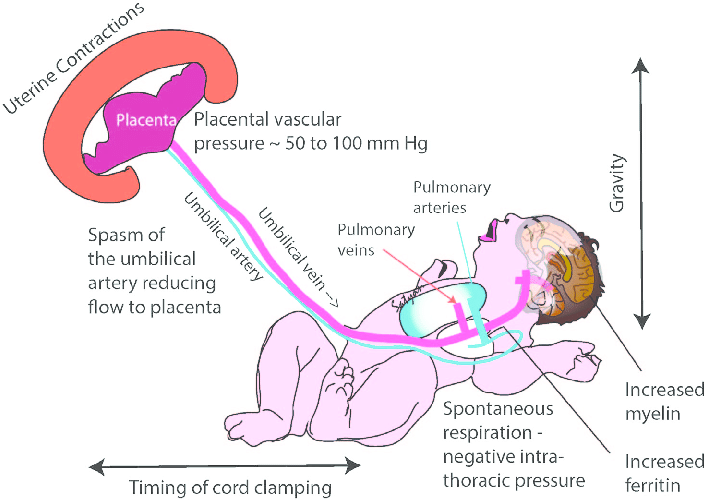 Uterine Contractions
Placenta
Placental vascular
pressure ~ 50 to 100 mm Hg
Spasm of
the umbilical
artery reducing
flow to placenta
Umbilical artery
Umbilical vein →
Pulmonary
arteries
Pulmonary
veins
Satyan
Gravity
Spontaneous
respiration -
negative intra-
thoracic pressure
Increased
myelin
Increased
ferritin
Timing of cord clamping